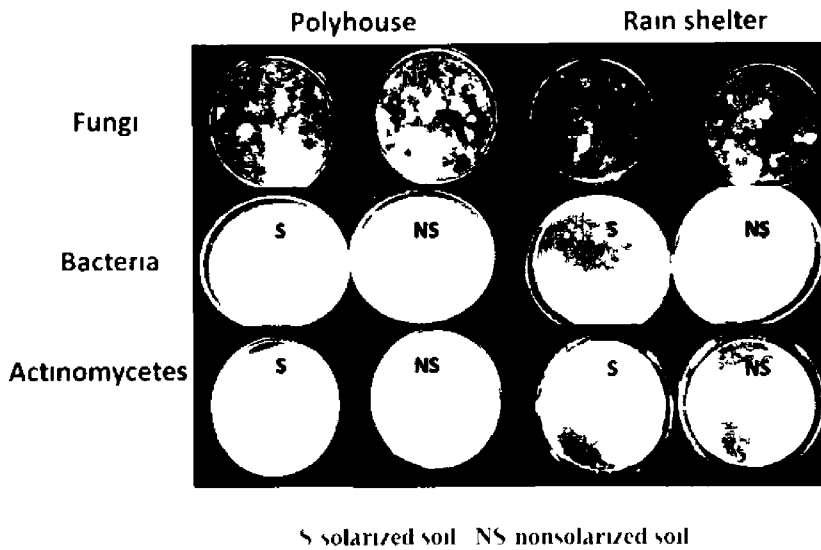 Polyhouse Rain shelter
Fungi
S NS S NS
Bacteria
S NS S NS
Actinomycetes
S solarized soil NS nonsolarized soil